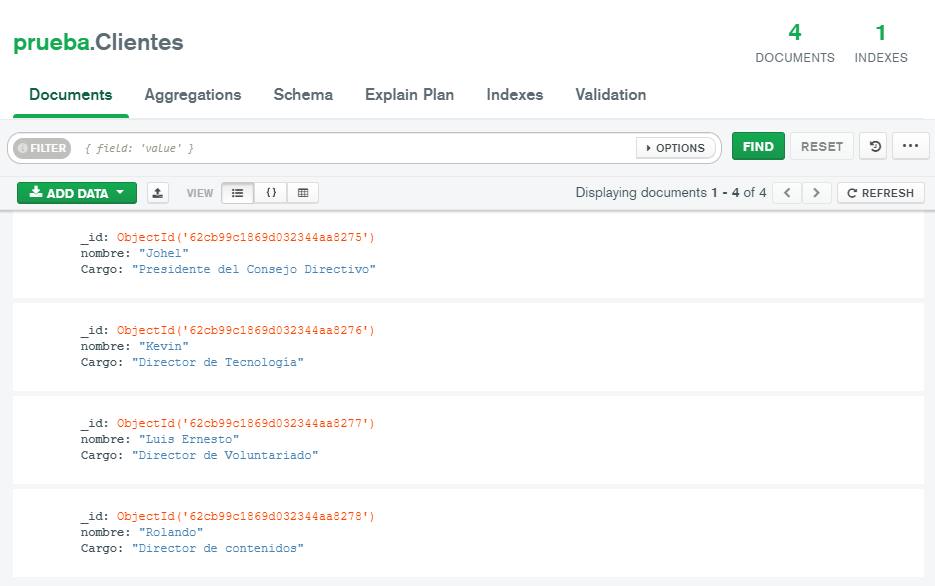 prueba.Clientes
4
DOCUMENTS
1
INDEXES
Documents Aggregations Schema Explain Plan Indexes Validation
FILTER { field: 'value' } OPTIONS FIND RESET ...
ADD DATA VIEW { } Displaying documents 1 - 4 of 4 < > REFRESH
_id: ObjectId('62cb99c1869d032344aa8275')
nombre: "Johel"
Cargo: "Presidente del Consejo Directivo"
_id: ObjectId('62cb99c1869d032344aa8276')
nombre: "Kevin"
Cargo: "Director de Tecnología"
_id: ObjectId('62cb99c1869d032344aa8277')
nombre: "Luis Ernesto"
Cargo: "Director de Voluntariado"
_id: ObjectId('62cb99c1869d032344aa8278')
nombre: "Rolando"
Cargo: "Director de contenidos"